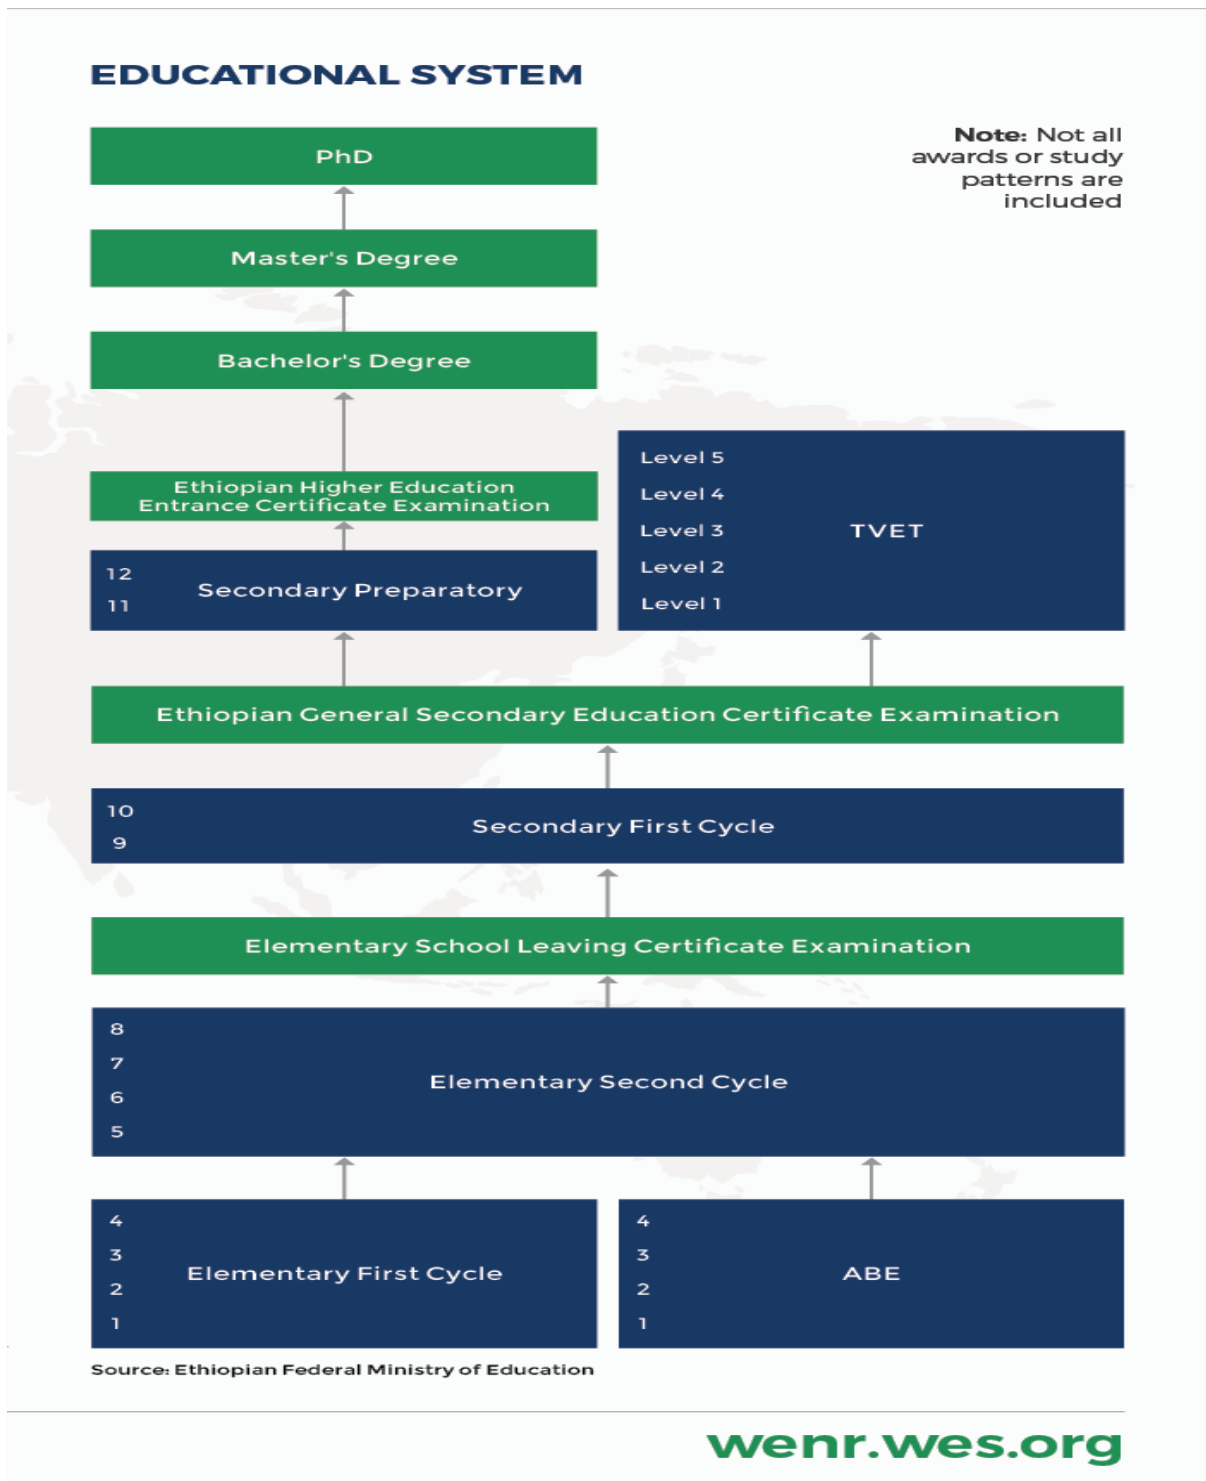 EDUCATIONAL SYSTEM
Note: Not all
awards or study
patterns are
included
PhD
Master's Degree
Bachelor's Degree
Ethiopian Higher Education
Entrance Certificate Examination
12
11
Secondary Preparatory
Level 5
Level 4
Level 3
Level 2
Level 1
TVET
Ethiopian General Secondary Education Certificate Examination
10
9
Secondary First Cycle
Elementary School Leaving Certificate Examination
8
7
6
5
Elementary Second Cycle
4
3
2
1
Elementary First Cycle
4
3
2
1
ABE
Source: Ethiopian Federal Ministry of Education
wenr.wes.org